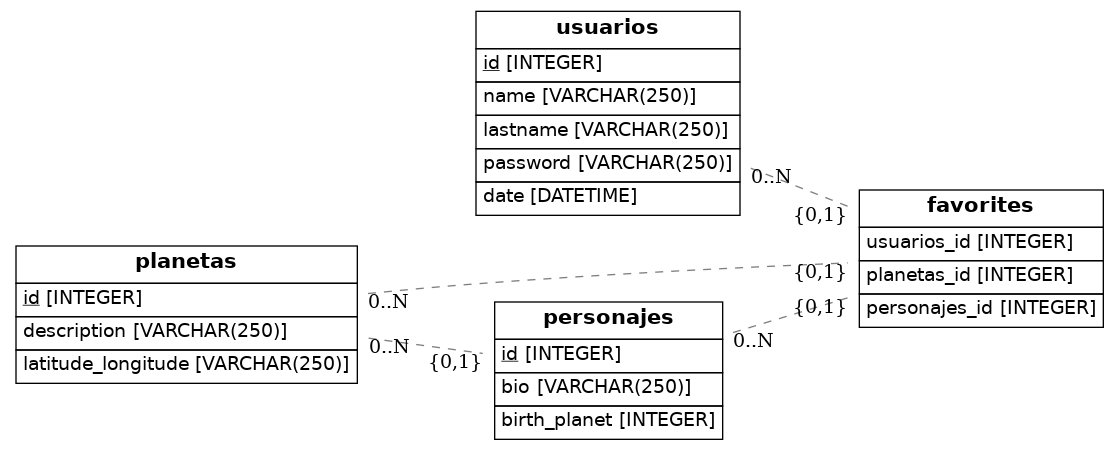 usuarios
id [INTEGER]
name [VARCHAR(250)]
lastname [VARCHAR(250)]
password [VARCHAR(250)]
date [DATETIME]
0..N
{0,1}
favorites
usuarios_id [INTEGER]
planetas_id [INTEGER]
personajes_id [INTEGER]
planetas
id [INTEGER]
description [VARCHAR(250)]
latitude_longitude [VARCHAR(250)]
0..N
{0,1}
0..N
{0,1}
personajes
id [INTEGER]
bio [VARCHAR(250)]
birth_planet [INTEGER]
0..N
{0,1}